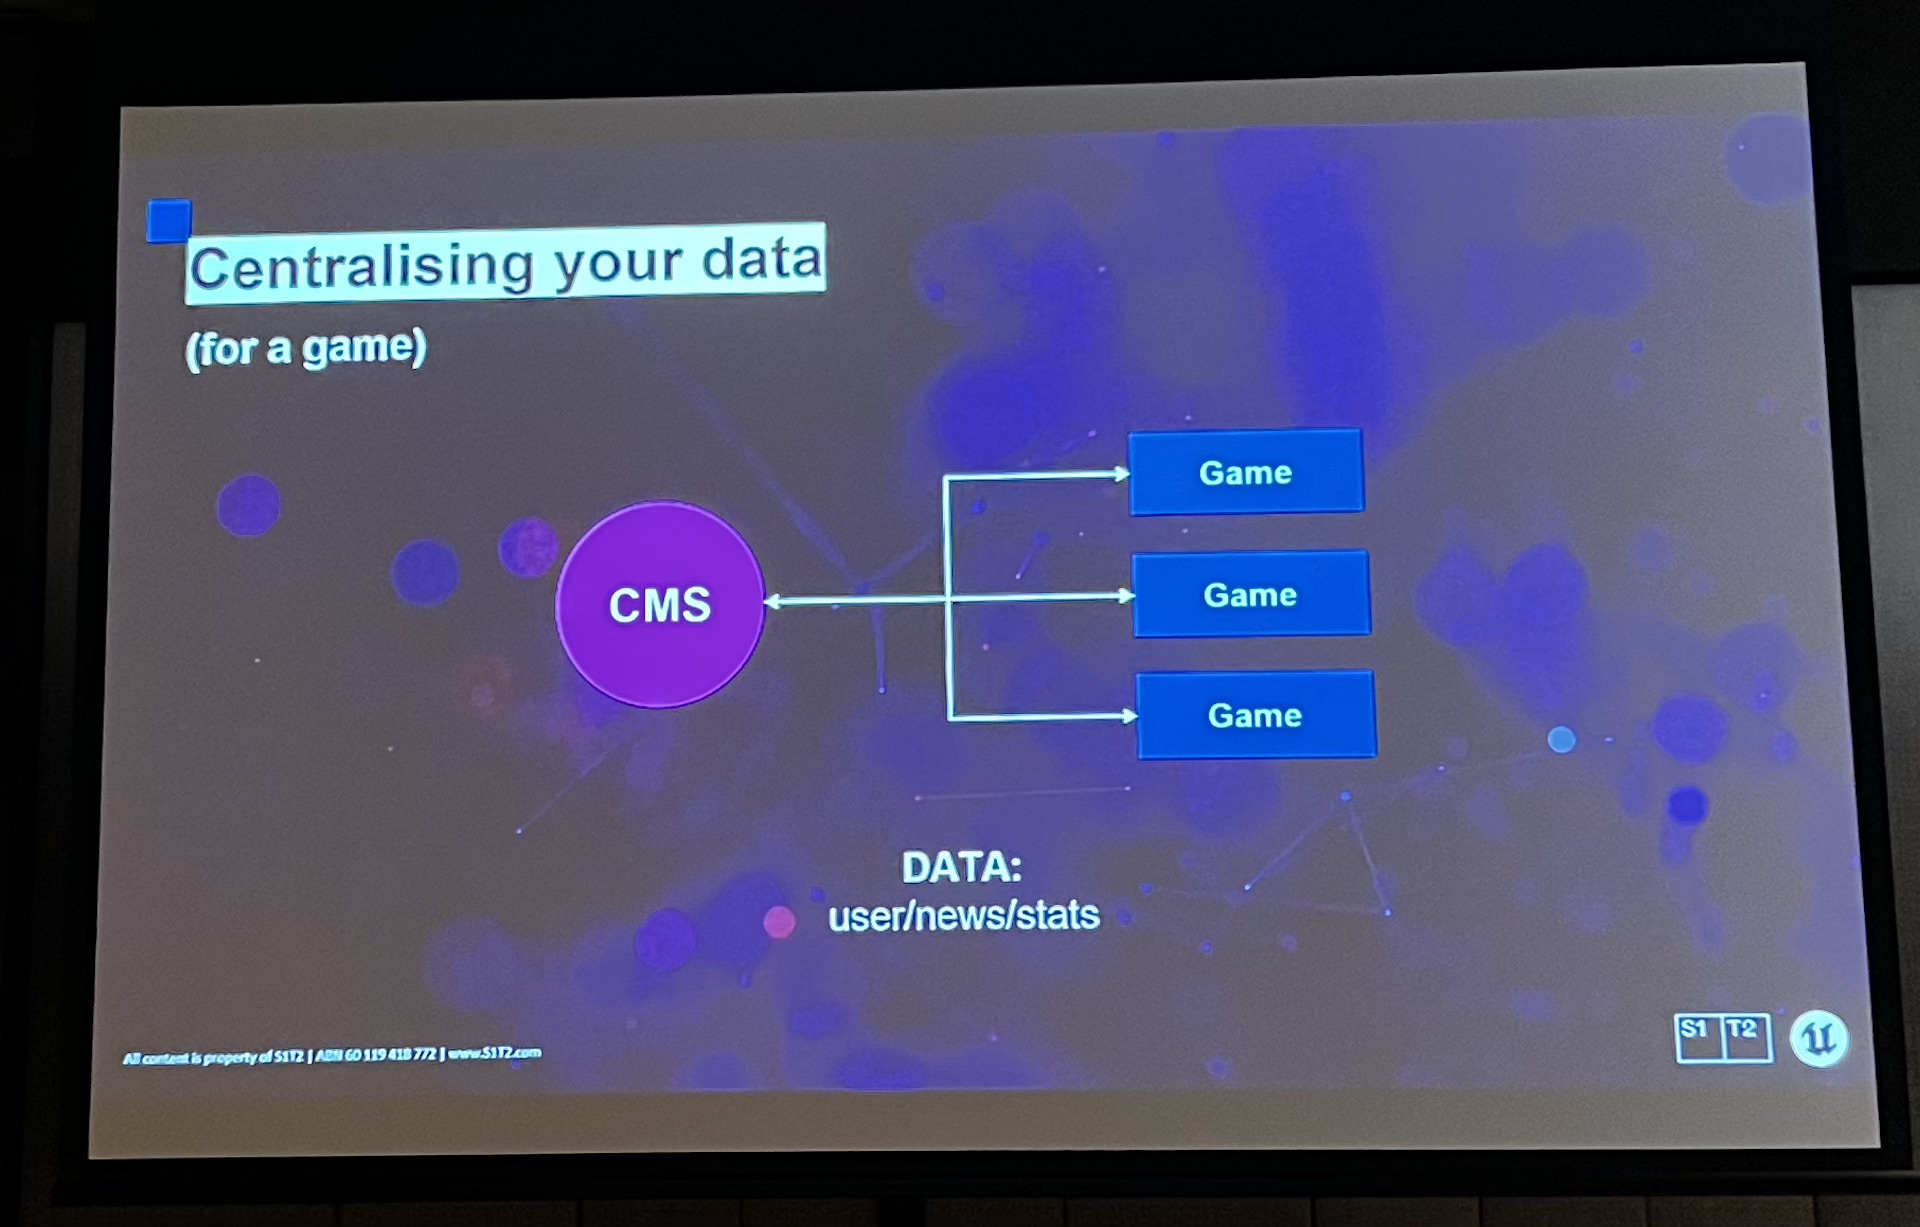 Centralising your data
(for a game)
CMS
Game
Game
Game
DATA:
user/news/stats
All content is property of S1T2 | ABN 60 119 418 772 | www.S1T2.com
S1 T2